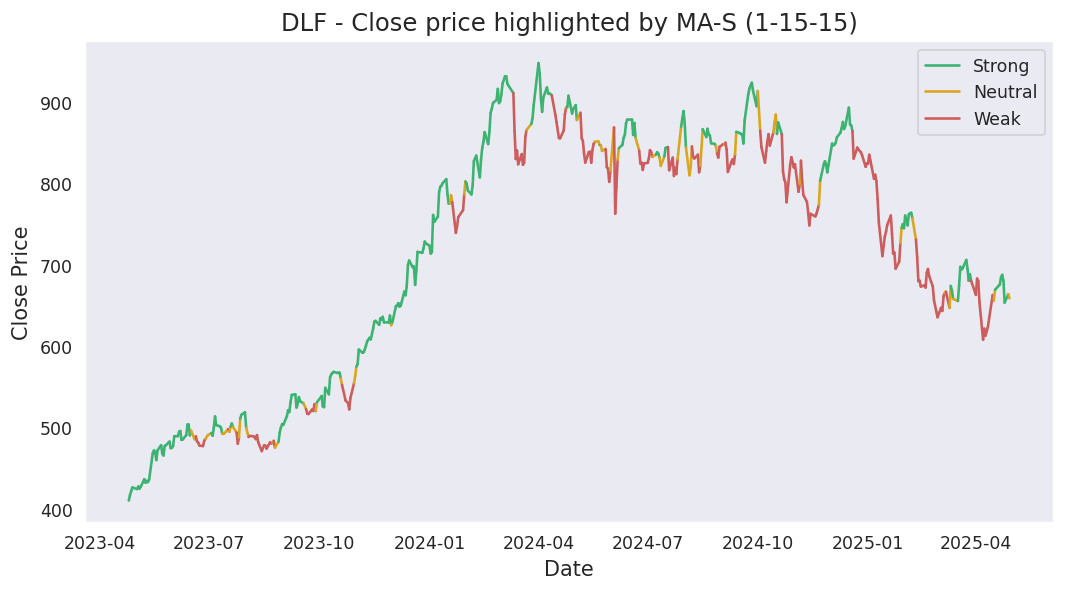 DLF - Close price highlighted by MA-S (1-15-15)
Strong
Neutral
Weak
Close Price
900
800
700
600
500
400
2023-04 2023-07 2023-10 2024-01 2024-04 2024-07 2024-10 2025-01 2025-04
Date